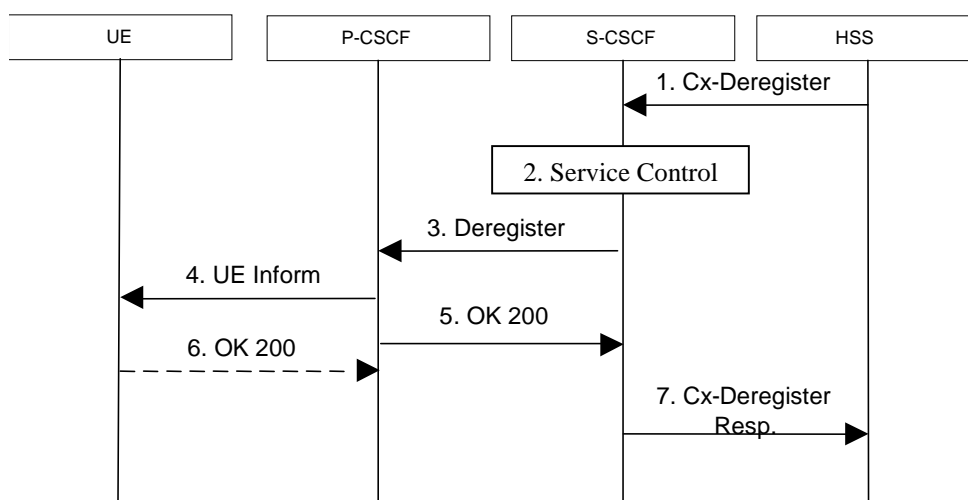 UE
P-CSCF
S-CSCF
HSS
1. Cx-Deregister
2. Service Control
3. Deregister
4. UE Inform
5. OK 200
6. OK 200
7. Cx-Deregister
Resp.